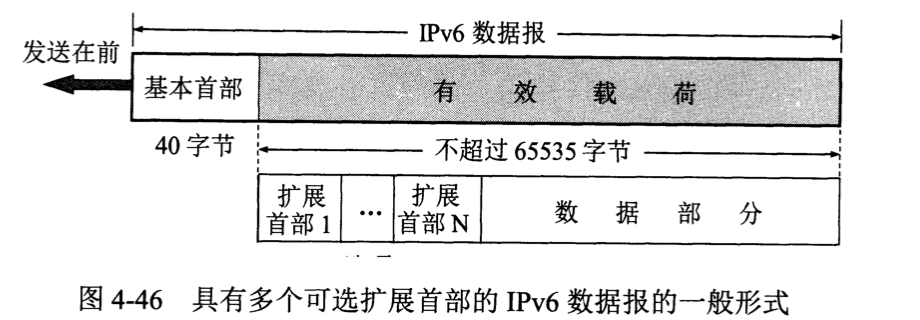 IPv6 数据报
发送在前
基本首部
有效载荷
40 字节
不超过 65535 字节
扩展首部 1
...
扩展首部 N
数据部分
图 4-46 具有多个可选扩展首部的 IPv6 数据报的一般形式